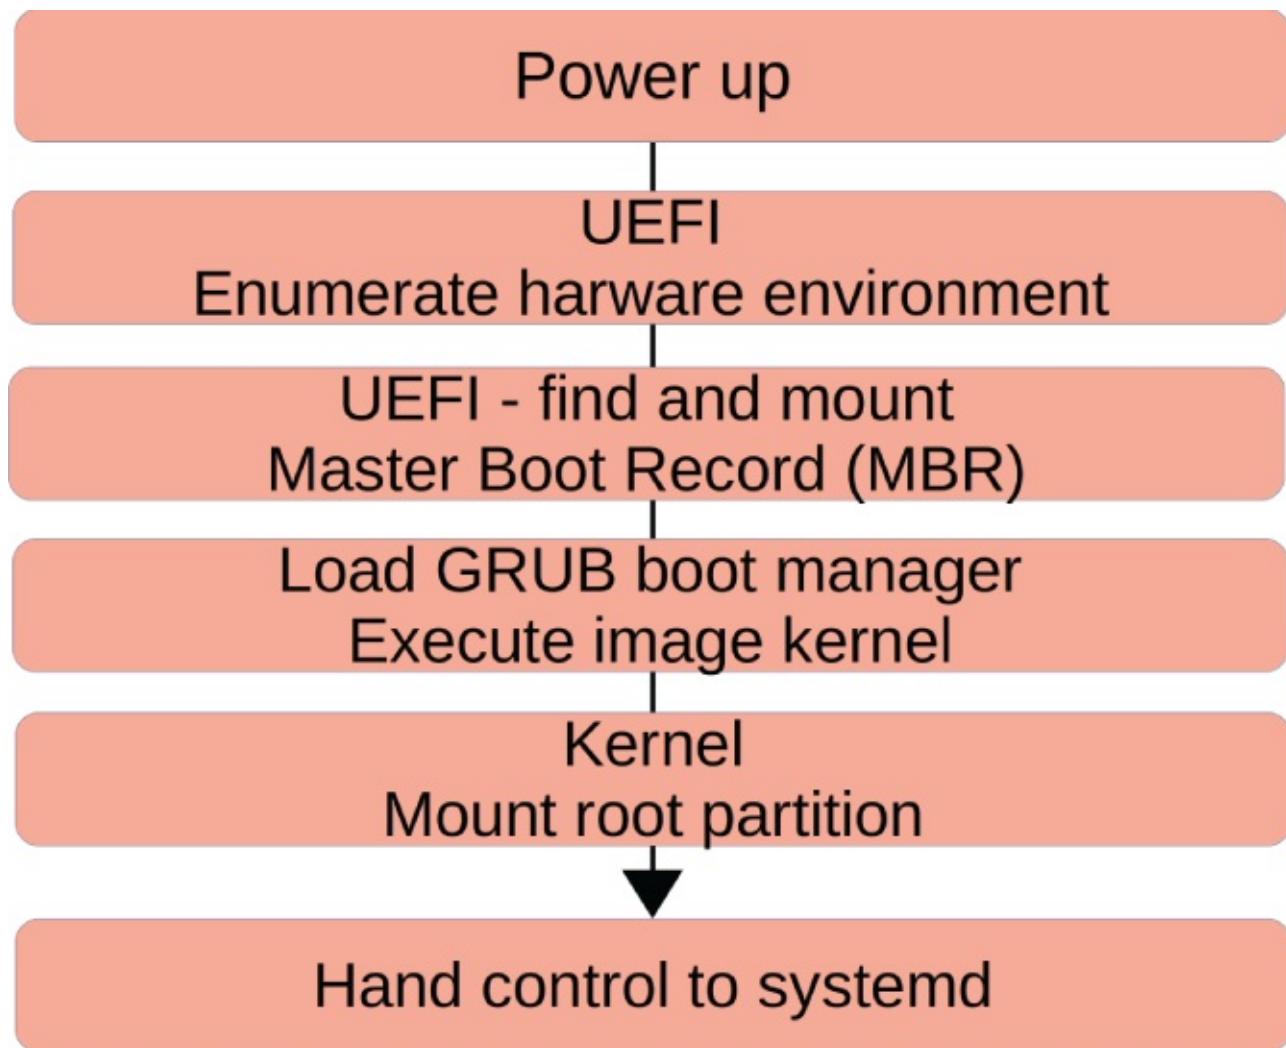 Power up
UEFI
Enumerate harware environment
UEFI - find and mount
Master Boot Record (MBR)
Load GRUB boot manager
Execute image kernel
Kernel
Mount root partition
Hand control to systemd